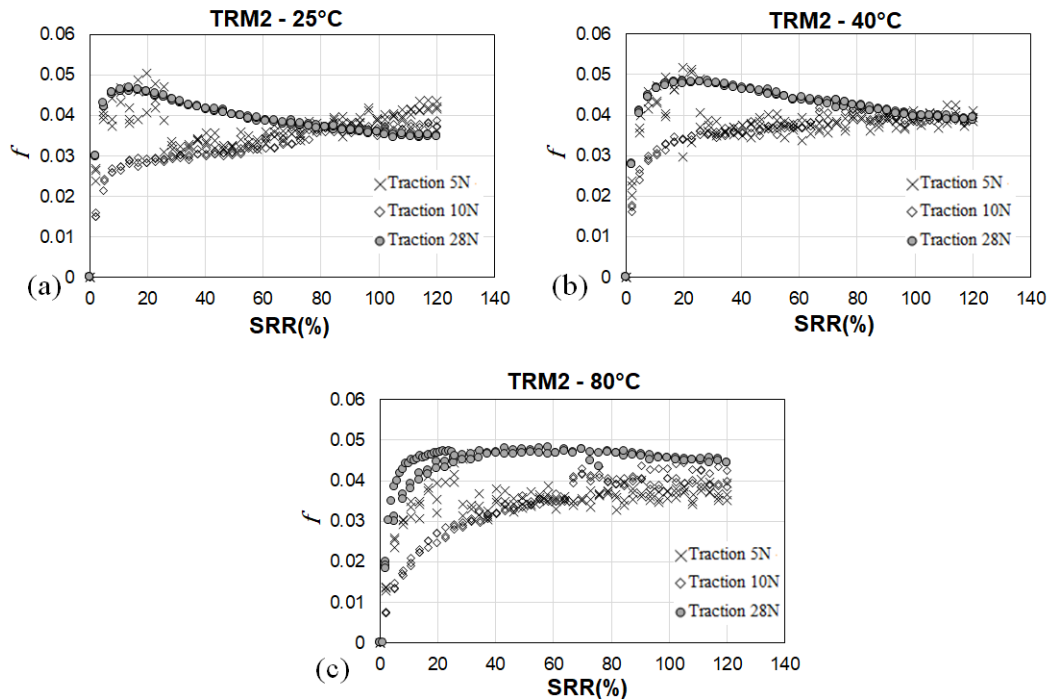 TRM2 - 25°C
0.06
0.05
0.04
0.03
0.02
0.01
0
f
Traction 5N
Traction 10N
Traction 28N
0 20 40 60 80 100 120 140
SRR(%)
(a)
TRM2 - 40°C
0.06
0.05
0.04
0.03
0.02
0.01
0
f
Traction 5N
Traction 10N
Traction 28N
0 20 40 60 80 100 120 140
SRR(%)
(b)
TRM2 - 80°C
0.06
0.05
0.04
0.03
0.02
0.01
0
f
Traction 5N
Traction 10N
Traction 28N
0 20 40 60 80 100 120 140
SRR(%)
(c)